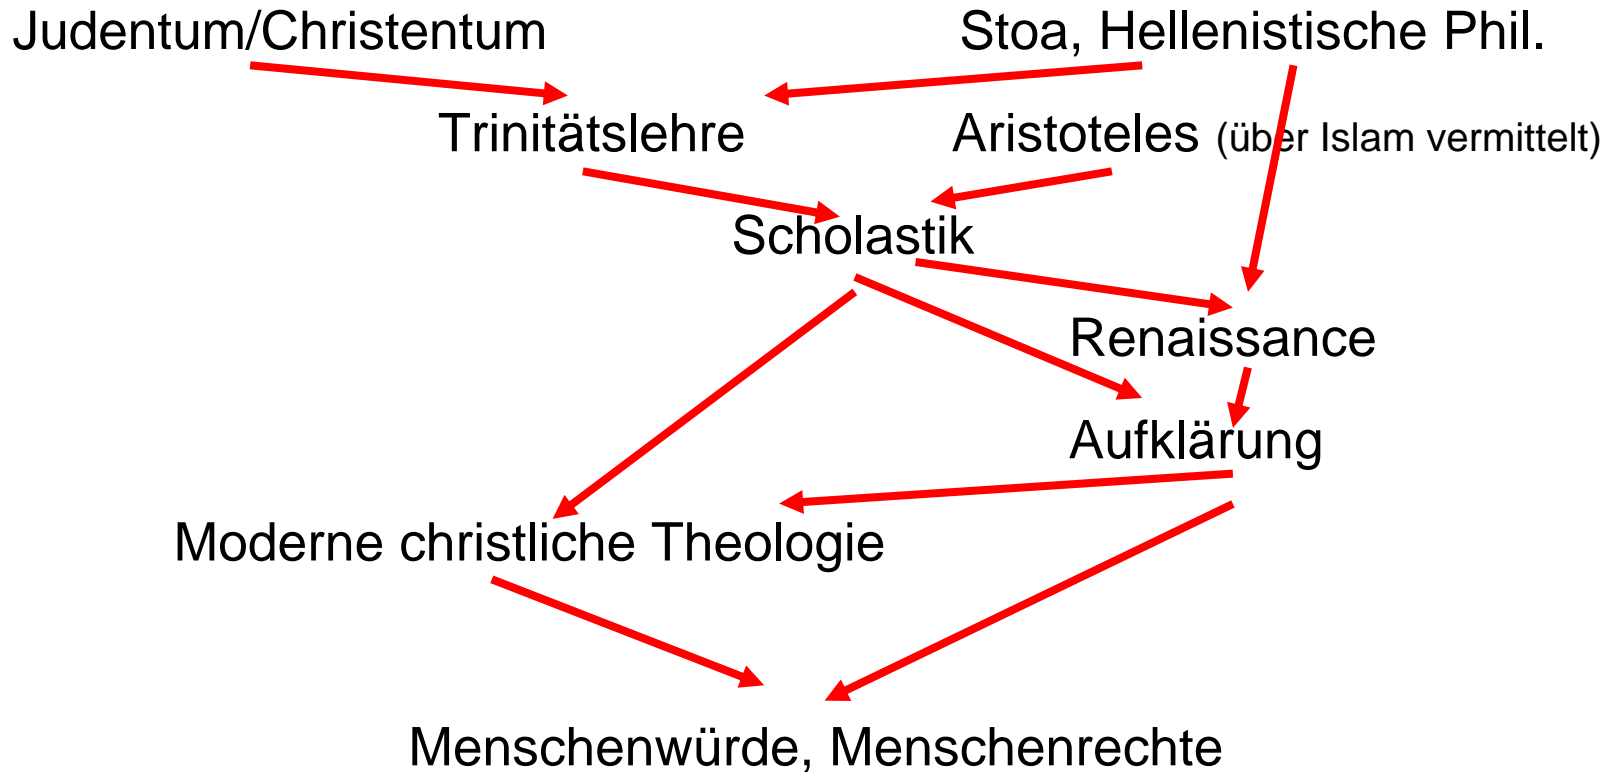 Judentum/Christentum
Stoa, Hellenistische Phil.
Trinitätslehre
Aristoteles (über Islam vermittelt)
Scholastik
Renaissance
Aufklärung
Moderne christliche Theologie
Menschenwürde, Menschenrechte